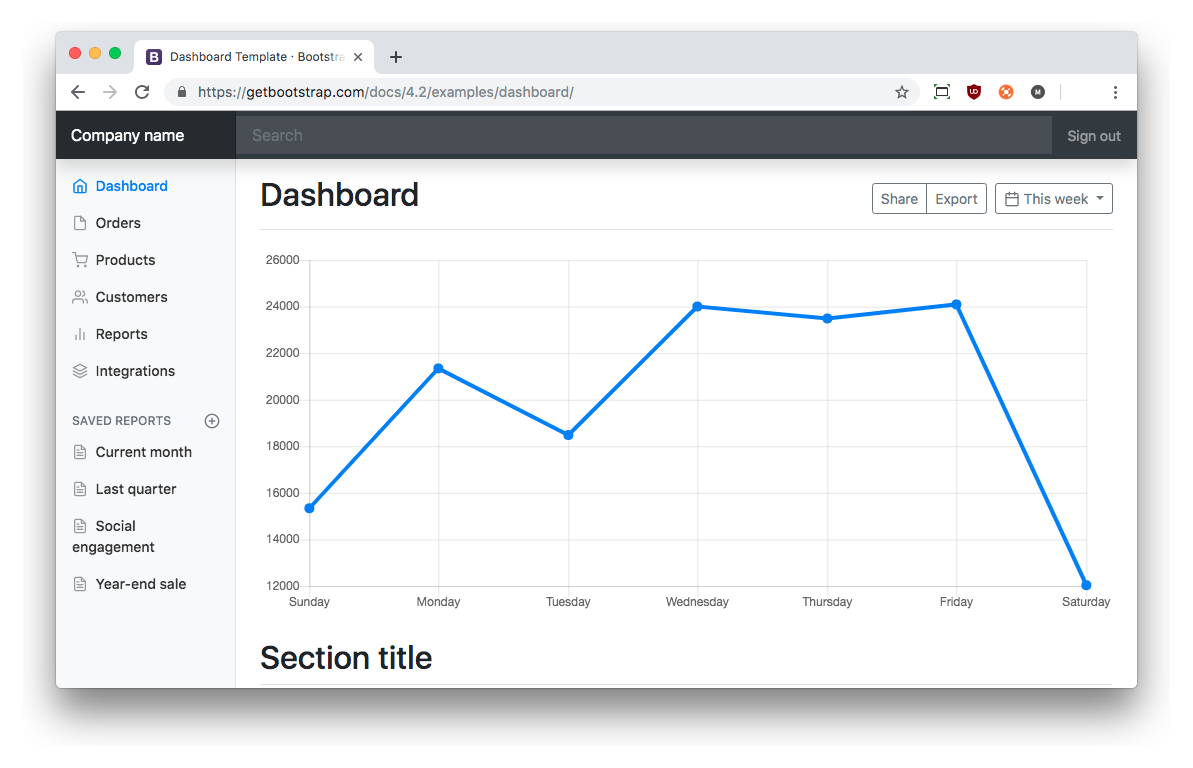 Dashboard Template · Bootstra
https://getbootstrap.com/docs/4.2/examples/dashboard/
UD
M
Company name
Search
Sign out
Dashboard
Orders
Products
Customers
Reports
Integrations
SAVED REPORTS
Current month
Last quarter
Social
engagement
Year-end sale
Dashboard
Share Export This week
26000
24000
22000
20000
18000
16000
14000
12000
Sunday Monday Tuesday Wednesday Thursday Friday Saturday
Section title